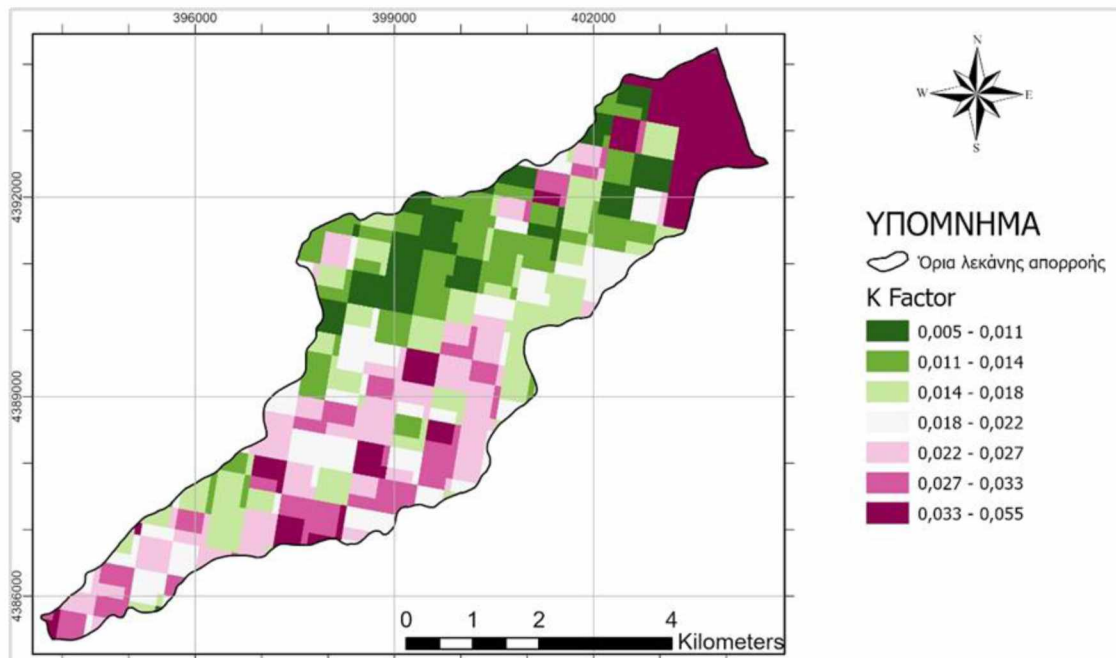 396000 399000 402000
4392000
4389000
4386000
N
W E
S
ΥΠΟΜΝΗΜΑ
Όρια λεκάνης απορροής
K Factor
0,005 - 0,011
0,011 - 0,014
0,014 - 0,018
0,018 - 0,022
0,022 - 0,027
0,027 - 0,033
0,033 - 0,055
0 1 2 4
Kilometers